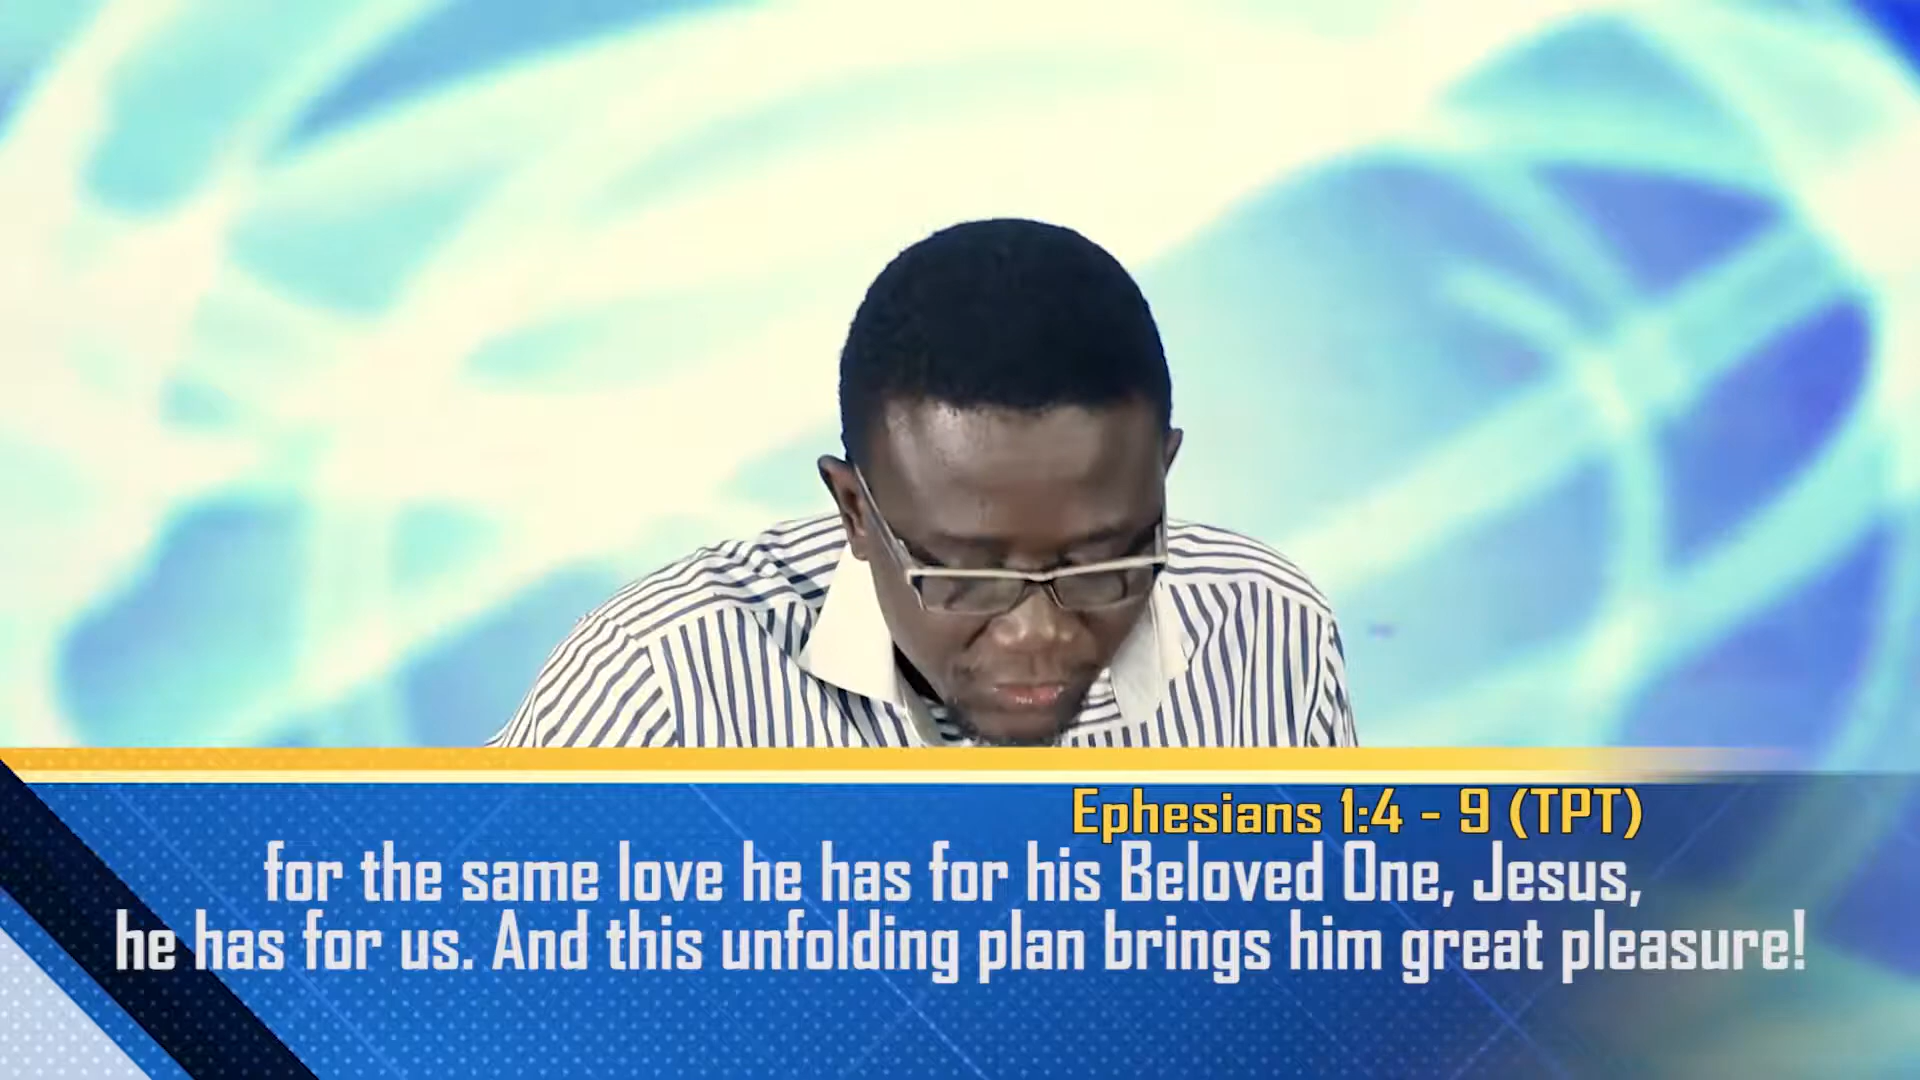 Ephesians 1:4 - 9 (TPT)
for the same love he has for his Beloved One, Jesus,
he has for us. And this unfolding plan brings him great pleasure!